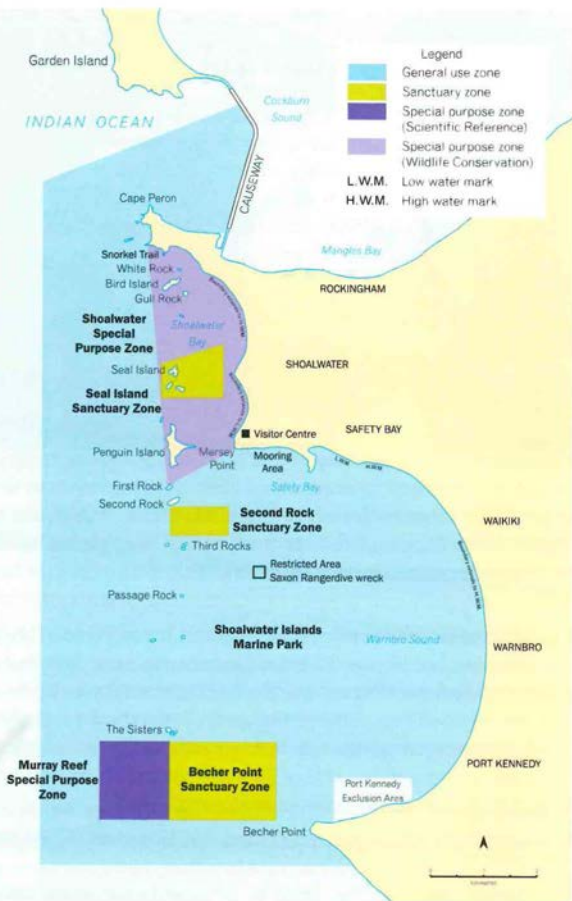 Legend
General use zone
Sanctuary zone
Special purpose zone
(Scientific Reference)
Special purpose zone
(Wildlife Conservation)
L.W.M. Low water mark
H.W.M. High water mark
Garden Island
INDIAN OCEAN
Cockburn
Sound
CAUSEWAY
Cape Peron
Mangles Bay
Snorkel Trail
White Rock
Bird Island
Gull Rock
ROCKINGHAM
Shoalwater
Special
Purpose Zone
Shoalwater
Bay
Seal Island
SHOALWATER
Seal Island
Sanctuary Zone
Visitor Centre
SAFETY BAY
Penguin Island
Mersey
Point
Mooring
Area
L.W.M.
H.W.M.
First Rock
Safety Bay
Second Rock
Second Rock
Sanctuary Zone
WAIKIKI
Third Rocks
Boundary extends to H.W.M.
Restricted Area
Saxon Rangerdive wreck
Passage Rock
Shoalwater Islands
Marine Park
Warnbro Sound
WARNBRO
The Sisters
Murray Reef
Special Purpose
Zone
Becher Point
Sanctuary Zone
PORT KENNEDY
Port Kennedy
Exclusion Area
Becher Point